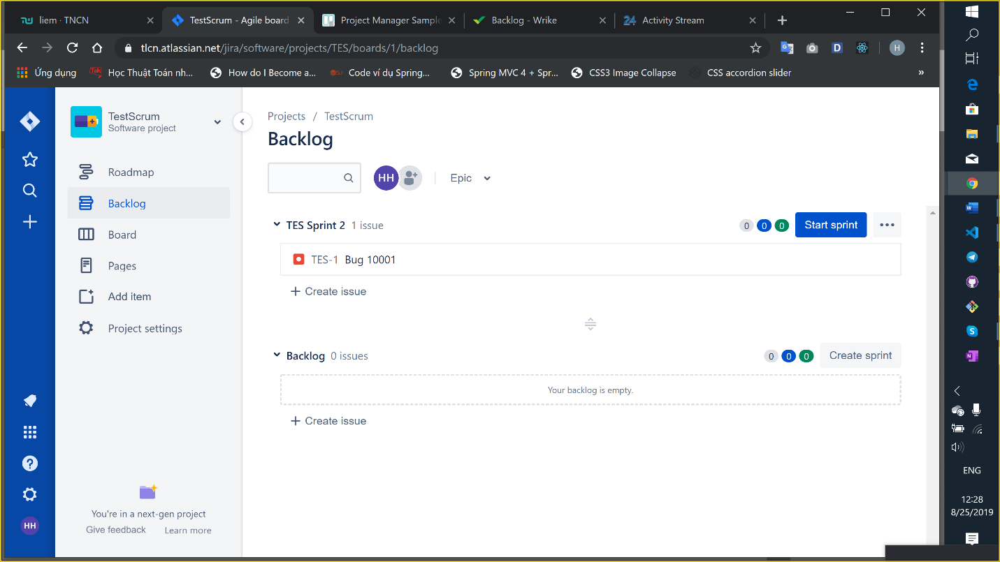 liem · TNCN
TestScrum - Agile board
Project Manager Sample
Backlog - Wrike
24 Activity Stream
tlcn.atlassian.net/jira/software/projects/TES/boards/1/backlog
D
H
Ứng dụng
Học Thuật Toán nh...
How do I Become a...
Code ví dụ Spring...
Spring MVC 4 + Spr...
CSS3 Image Collapse
CSS accordion slider
»
TestScrum
Software project
Roadmap
Backlog
Board
Pages
Add item
Project settings
You're in a next-gen project
Give feedback Learn more
HH
Projects / TestScrum
Backlog
HH
Epic
TES Sprint 2 1 issue
0 0 0 Start sprint
TES-1 Bug 10001
Create issue
Backlog 0 issues
0 0 0 Create sprint
Your backlog is empty.
Create issue
ENG
12:28
8/25/2019